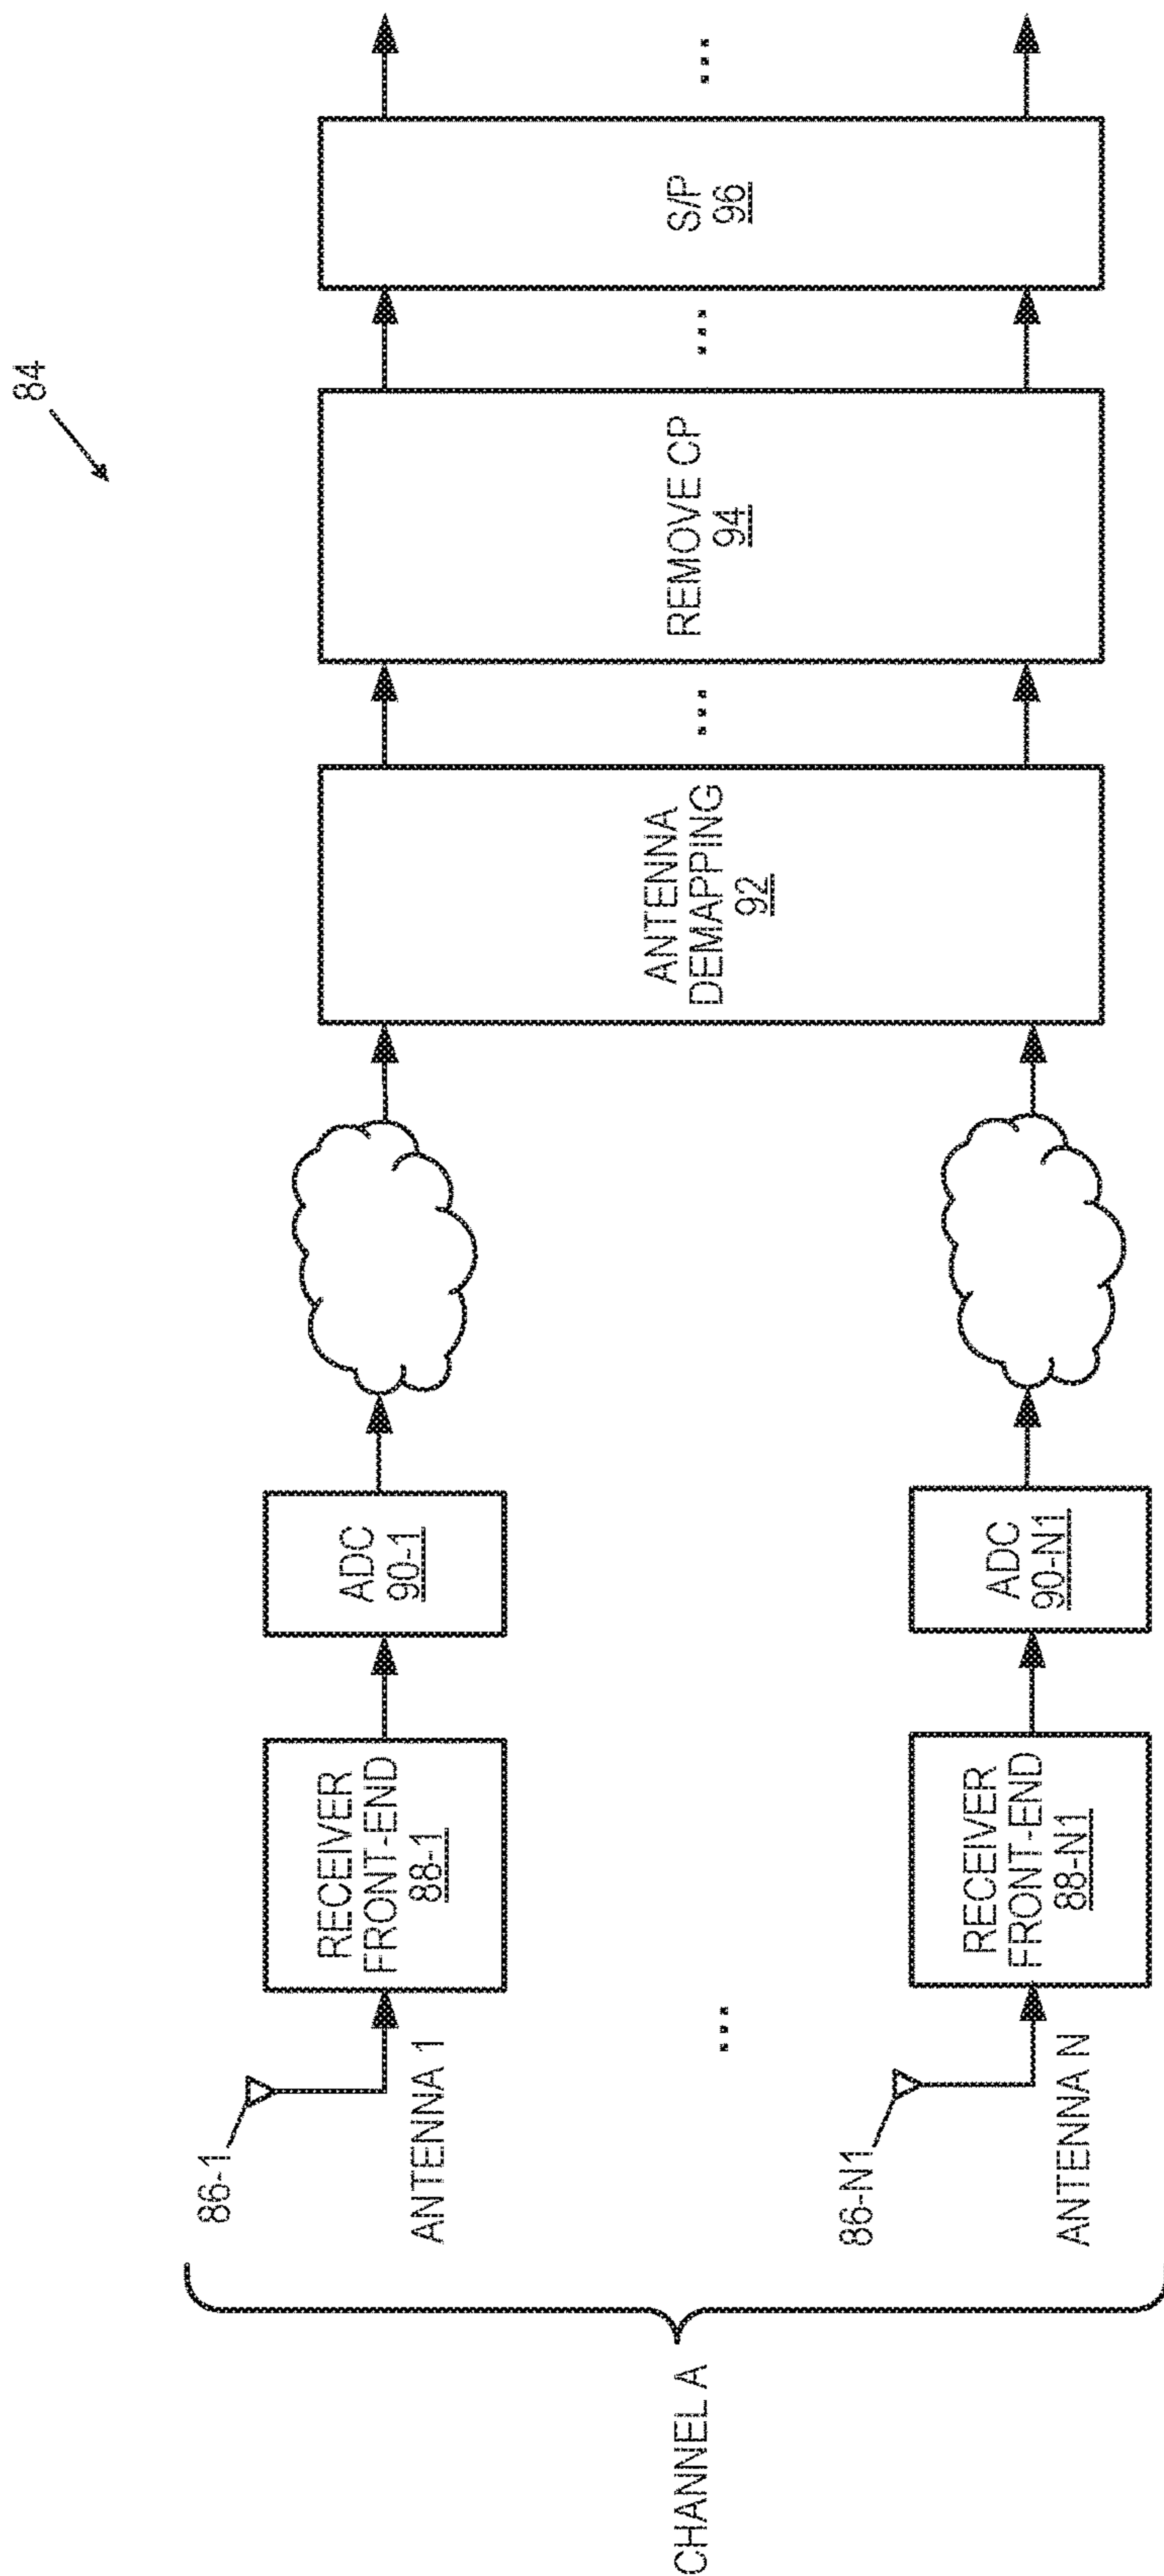 84
CHANNEL A
86-1
ANTENNA 1
RECEIVER
FRONT-END
88-1
ADC
90-1
...
86-N1
ANTENNA N
RECEIVER
FRONT-END
88-N1
ADC
90-N1
ANTENNA
DEMAPPING
92
...
REMOVE CP
94
...
S/P
96
...